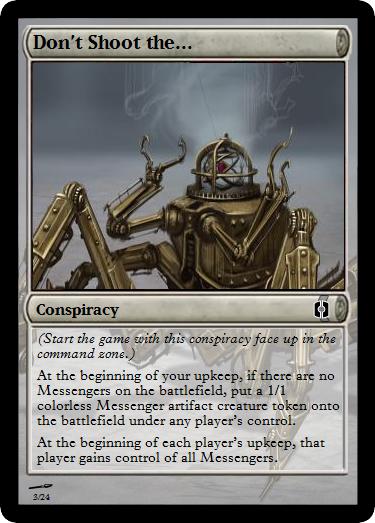 Don't Shoot the...
Conspiracy
(Start the game with this conspiracy face up in the
command zone.)
At the beginning of your upkeep, if there are no
Messengers on the battlefield, put a 1/1
colorless Messenger artifact creature token onto
the battlefield under any player's control.
At the beginning of each player's upkeep, that
player gains control of all Messengers.
3/24